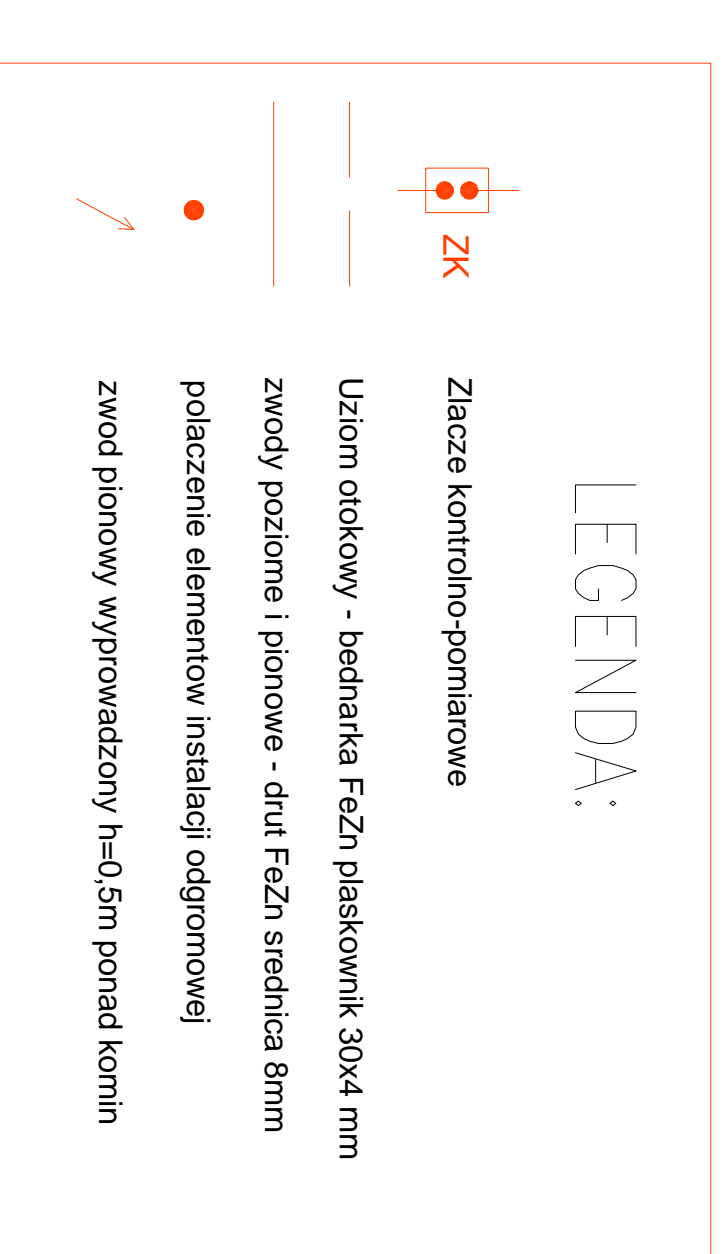 LEGENDA:
ZK Zlacze kontrolno-pomiarowe
Uziom otokowy - bednarka FeZn plaskownik 30x4 mm
zwody poziome i pionowe - drut FeZn srednica 8mm
polaczenie elementow instalacji odgromowej
zwod pionowy wyprowadzony h=0,5m ponad komin